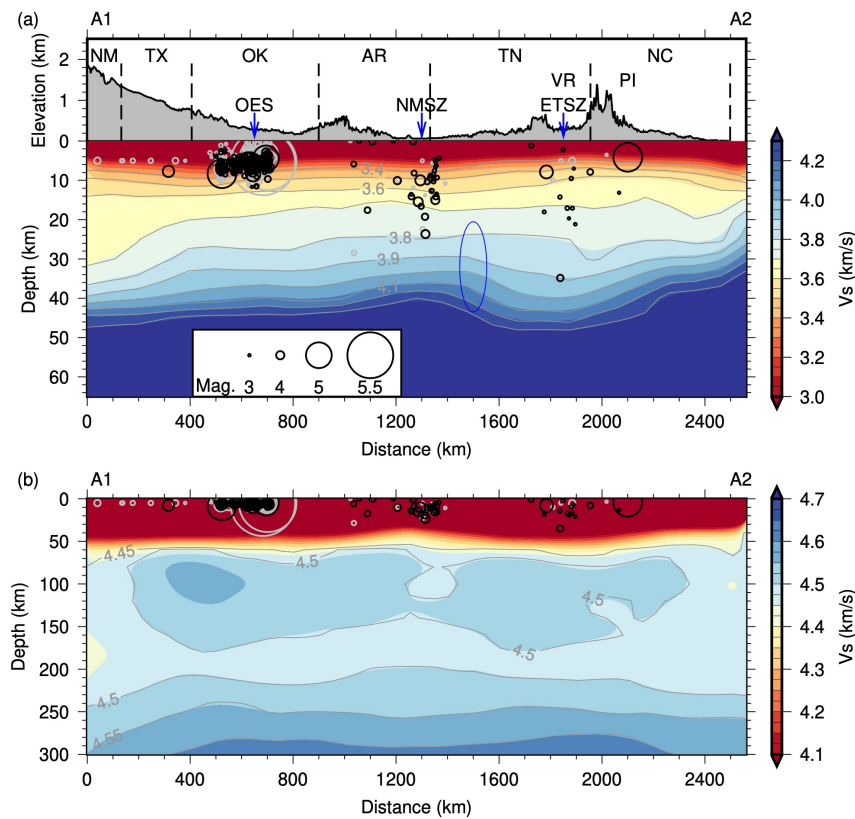 (a)
A1 A2
NM TX OK AR TN NC
VR PI
OES NMSZ ETSZ
Elevation (km)
2
1
0
Depth (km)
0
10
20
30
40
50
60
3.4
3.6
3.8
3.9
4.1
Mag. 3 4 5 5.5
0 400 800 1200 1600 2000 2400
Distance (km)
4.2
4.0
3.8
3.6
3.4
3.2
3.0
Vs (km/s)
(b)
A1 A2
Depth (km)
0
50
100
150
200
250
300
4.45
4.5
4.5
4.5
4.5
4.55
0 400 800 1200 1600 2000 2400
Distance (km)
4.7
4.6
4.5
4.4
4.3
4.2
4.1
Vs (km/s)